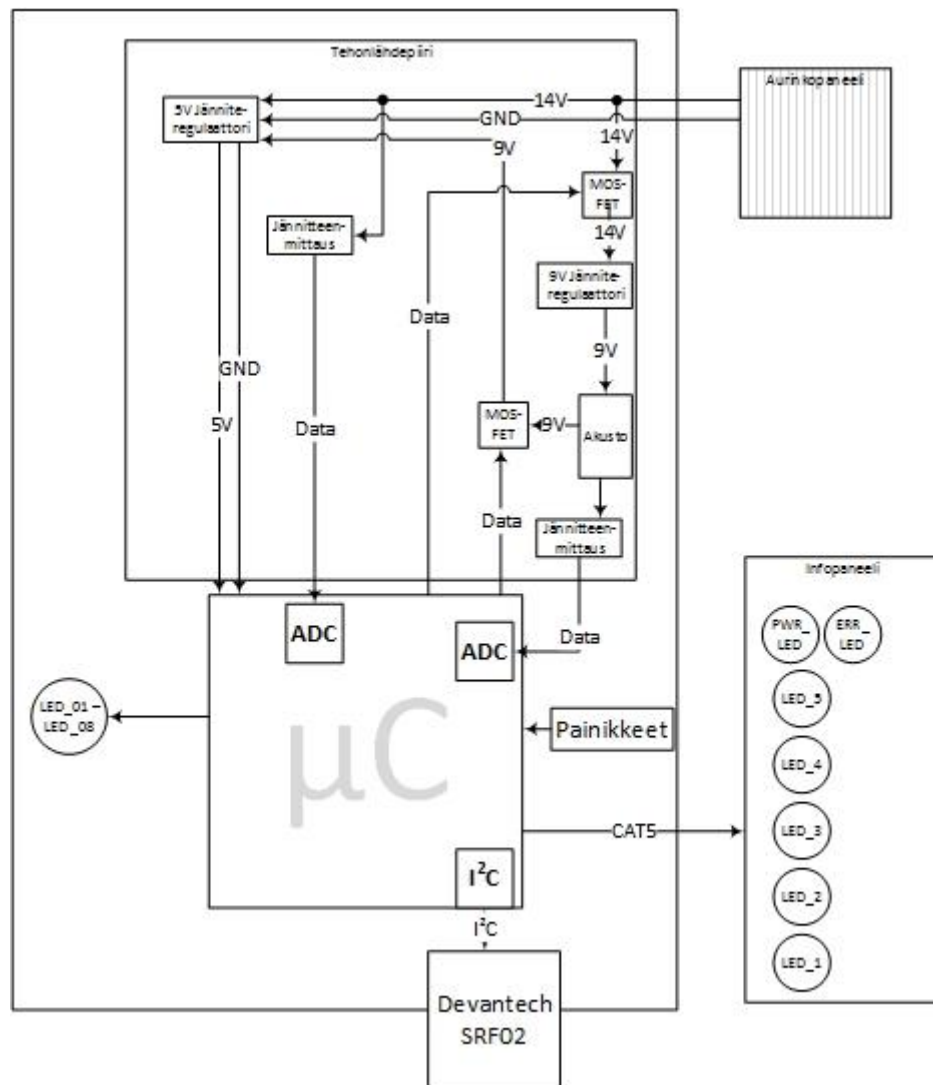 Tehonlähdepiiri
Aurinkopaneeli
5V Jännite-
regulaattori
14V
GND
9V
14V
MOS-
FET
14V
Jännitteen-
mittaus
9V Jännite-
regulaattori
Data
9V
GND
5V
Data
MOS-
FET
9V
Akusto
Data
Jännitteen-
mittaus
Infopaneeli
ADC
ADC
Data
PWR_
LED
ERR_
LED
LED_5
LED_01 –
LED_08
Painikkeet
µC
LED_4
CAT5
LED_3
I²C
LED_2
I²C
LED_1
Devantech
SRF02